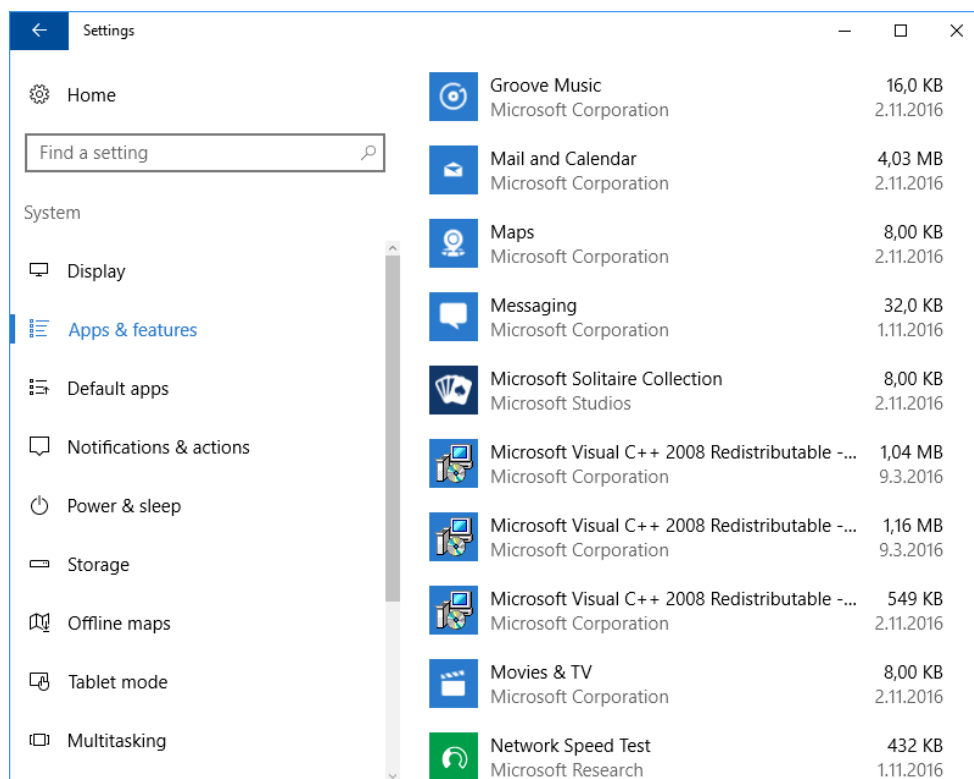 Settings
Home
Find a setting
System
Display
Apps & features
Default apps
Notifications & actions
Power & sleep
Storage
Offline maps
Tablet mode
Multitasking
Groove Music 16,0 KB
Microsoft Corporation 2.11.2016
Mail and Calendar 4,03 MB
Microsoft Corporation 2.11.2016
Maps 8,00 KB
Microsoft Corporation 2.11.2016
Messaging 32,0 KB
Microsoft Corporation 1.11.2016
Microsoft Solitaire Collection 8,00 KB
Microsoft Studios 2.11.2016
Microsoft Visual C++ 2008 Redistributable -... 1,04 MB
Microsoft Corporation 9.3.2016
Microsoft Visual C++ 2008 Redistributable -... 1,16 MB
Microsoft Corporation 9.3.2016
Microsoft Visual C++ 2008 Redistributable -... 549 KB
Microsoft Corporation 2.11.2016
Movies & TV 8,00 KB
Microsoft Corporation 2.11.2016
Network Speed Test 432 KB
Microsoft Research 1.11.2016